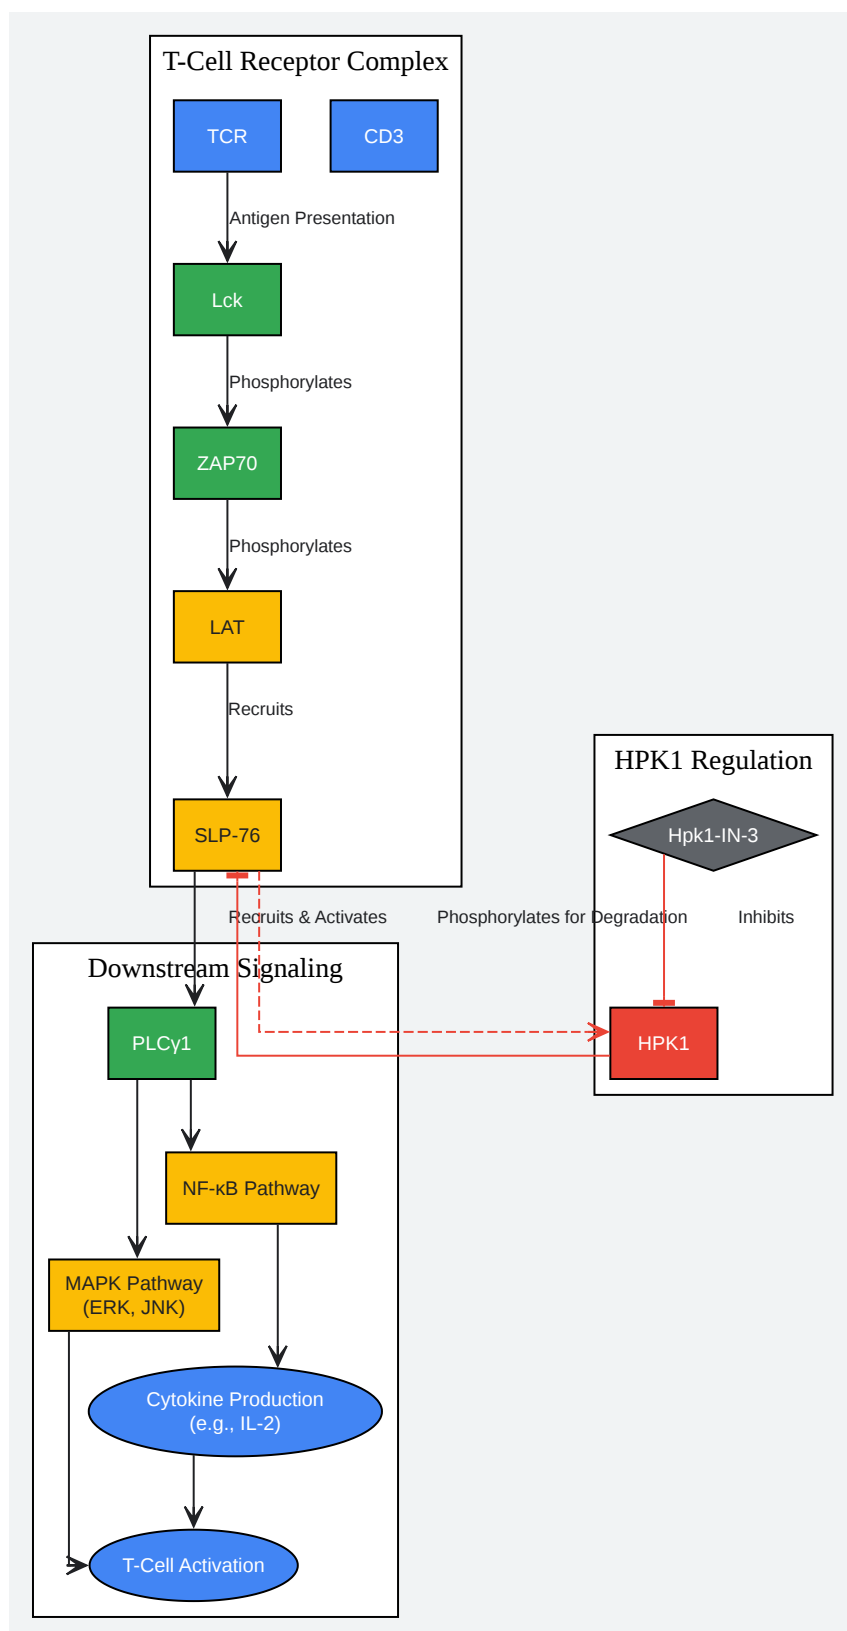 T-Cell Receptor Complex
TCR
CD3
Antigen Presentation
Lck
Phosphorylates
ZAP70
Phosphorylates
LAT
Recruits
SLP-76
HPK1 Regulation
Hpk1-IN-3
Recruits & Activates
Phosphorylates for Degradation
Inhibits
Downstream Signaling
PLCγ1
HPK1
NF-κB Pathway
MAPK Pathway
(ERK, JNK)
Cytokine Production
(e.g., IL-2)
T-Cell Activation